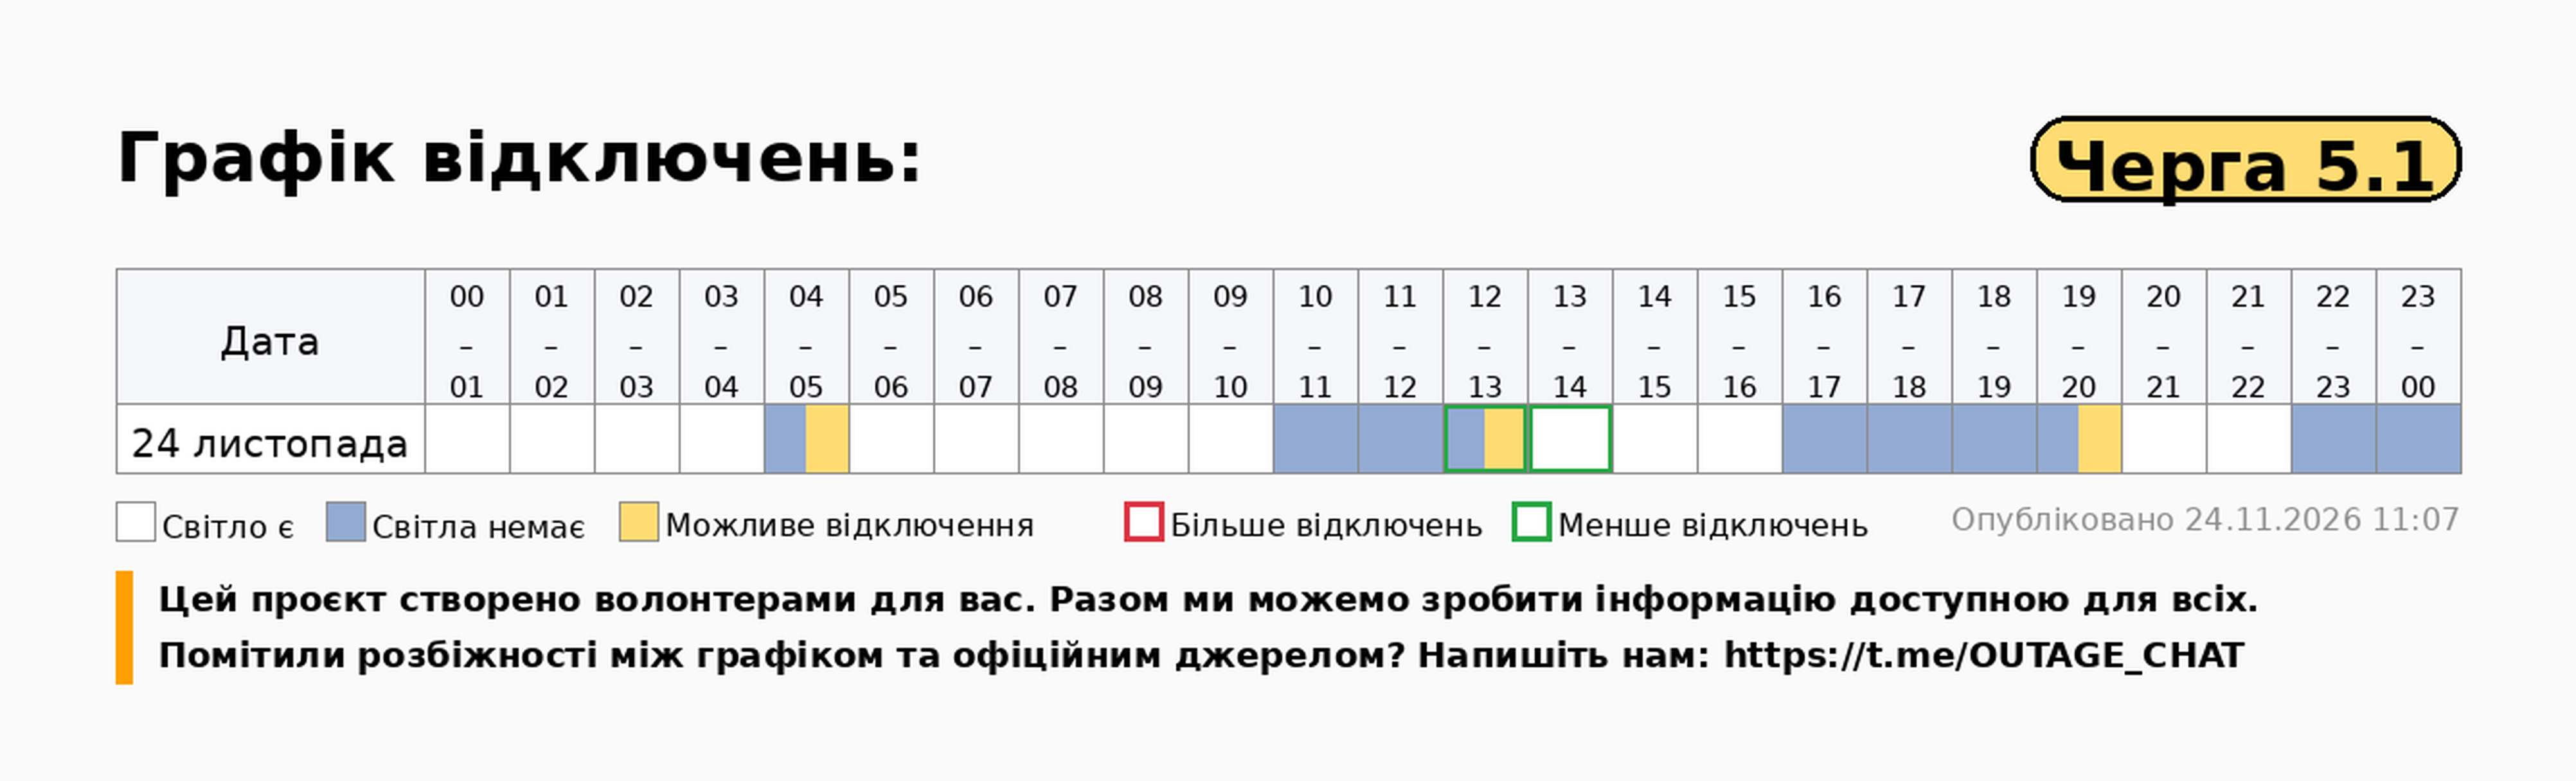 Графік відключень:
Черга 5.1
Дата
00 – 01
01 – 02
02 – 03
03 – 04
04 – 05
05 – 06
06 – 07
07 – 08
08 – 09
09 – 10
10 – 11
11 – 12
12 – 13
13 – 14
14 – 15
15 – 16
16 – 17
17 – 18
18 – 19
19 – 20
20 – 21
21 – 22
22 – 23
23 – 00
24 листопада
Світло є
Світла немає
Можливе відключення
Більше відключень
Менше відключень
Опубліковано 24.11.2026 11:07
Цей проєкт створено волонтерами для вас. Разом ми можемо зробити інформацію доступною для всіх.
Помітили розбіжності між графіком та офіційним джерелом? Напишіть нам: https://t.me/OUTAGE_CHAT